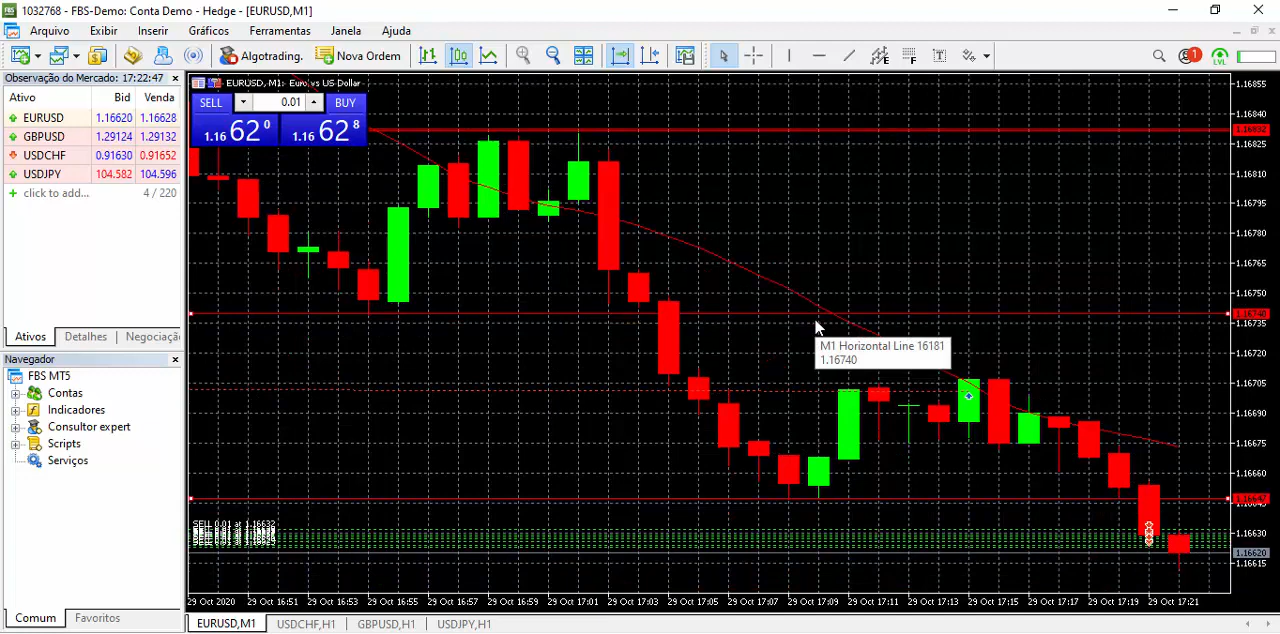 1032768 - FBS-Demo: Conta Demo - Hedge - [EURUSD,M1]
Arquivo Exibir Inserir Gráficos Ferramentas Janela Ajuda
Algotrading. Nova Ordem E F T 1 LVL
Observação do Mercado: 17:22:47
Ativo Bid Venda
EURUSD 1.16620 1.16628
GBPUSD 1.29124 1.29132
USDCHF 0.91630 0.91652
USDJPY 104.582 104.596
click to add... 4 / 220
Ativos Detalhes Negociaçã
Navegador
FBS MT5
Contas
Indicadores
Consultor expert
Scripts
Serviços
Comum Favoritos
EURUSD, M1: Euro vs US Dollar
SELL 0.01 BUY
1.16 62 0 1.16 62 8
M1 Horizontal Line 16181
1.16740
SELL 0.01 at 1.16632
1.16855
1.16840
1.16832
1.16825
1.16810
1.16795
1.16780
1.16765
1.16750
1.16740
1.16735
1.16720
1.16705
1.16690
1.16675
1.16660
1.16647
1.16645
1.16630
1.16620
1.16615
29 Oct 2020 29 Oct 16:51 29 Oct 16:53 29 Oct 16:55 29 Oct 16:57 29 Oct 16:59 29 Oct 17:01 29 Oct 17:03 29 Oct 17:05 29 Oct 17:07 29 Oct 17:09 29 Oct 17:11 29 Oct 17:13 29 Oct 17:15 29 Oct 17:17 29 Oct 17:19 29 Oct 17:21
EURUSD,M1 USDCHF,H1 GBPUSD,H1 USDJPY,H1